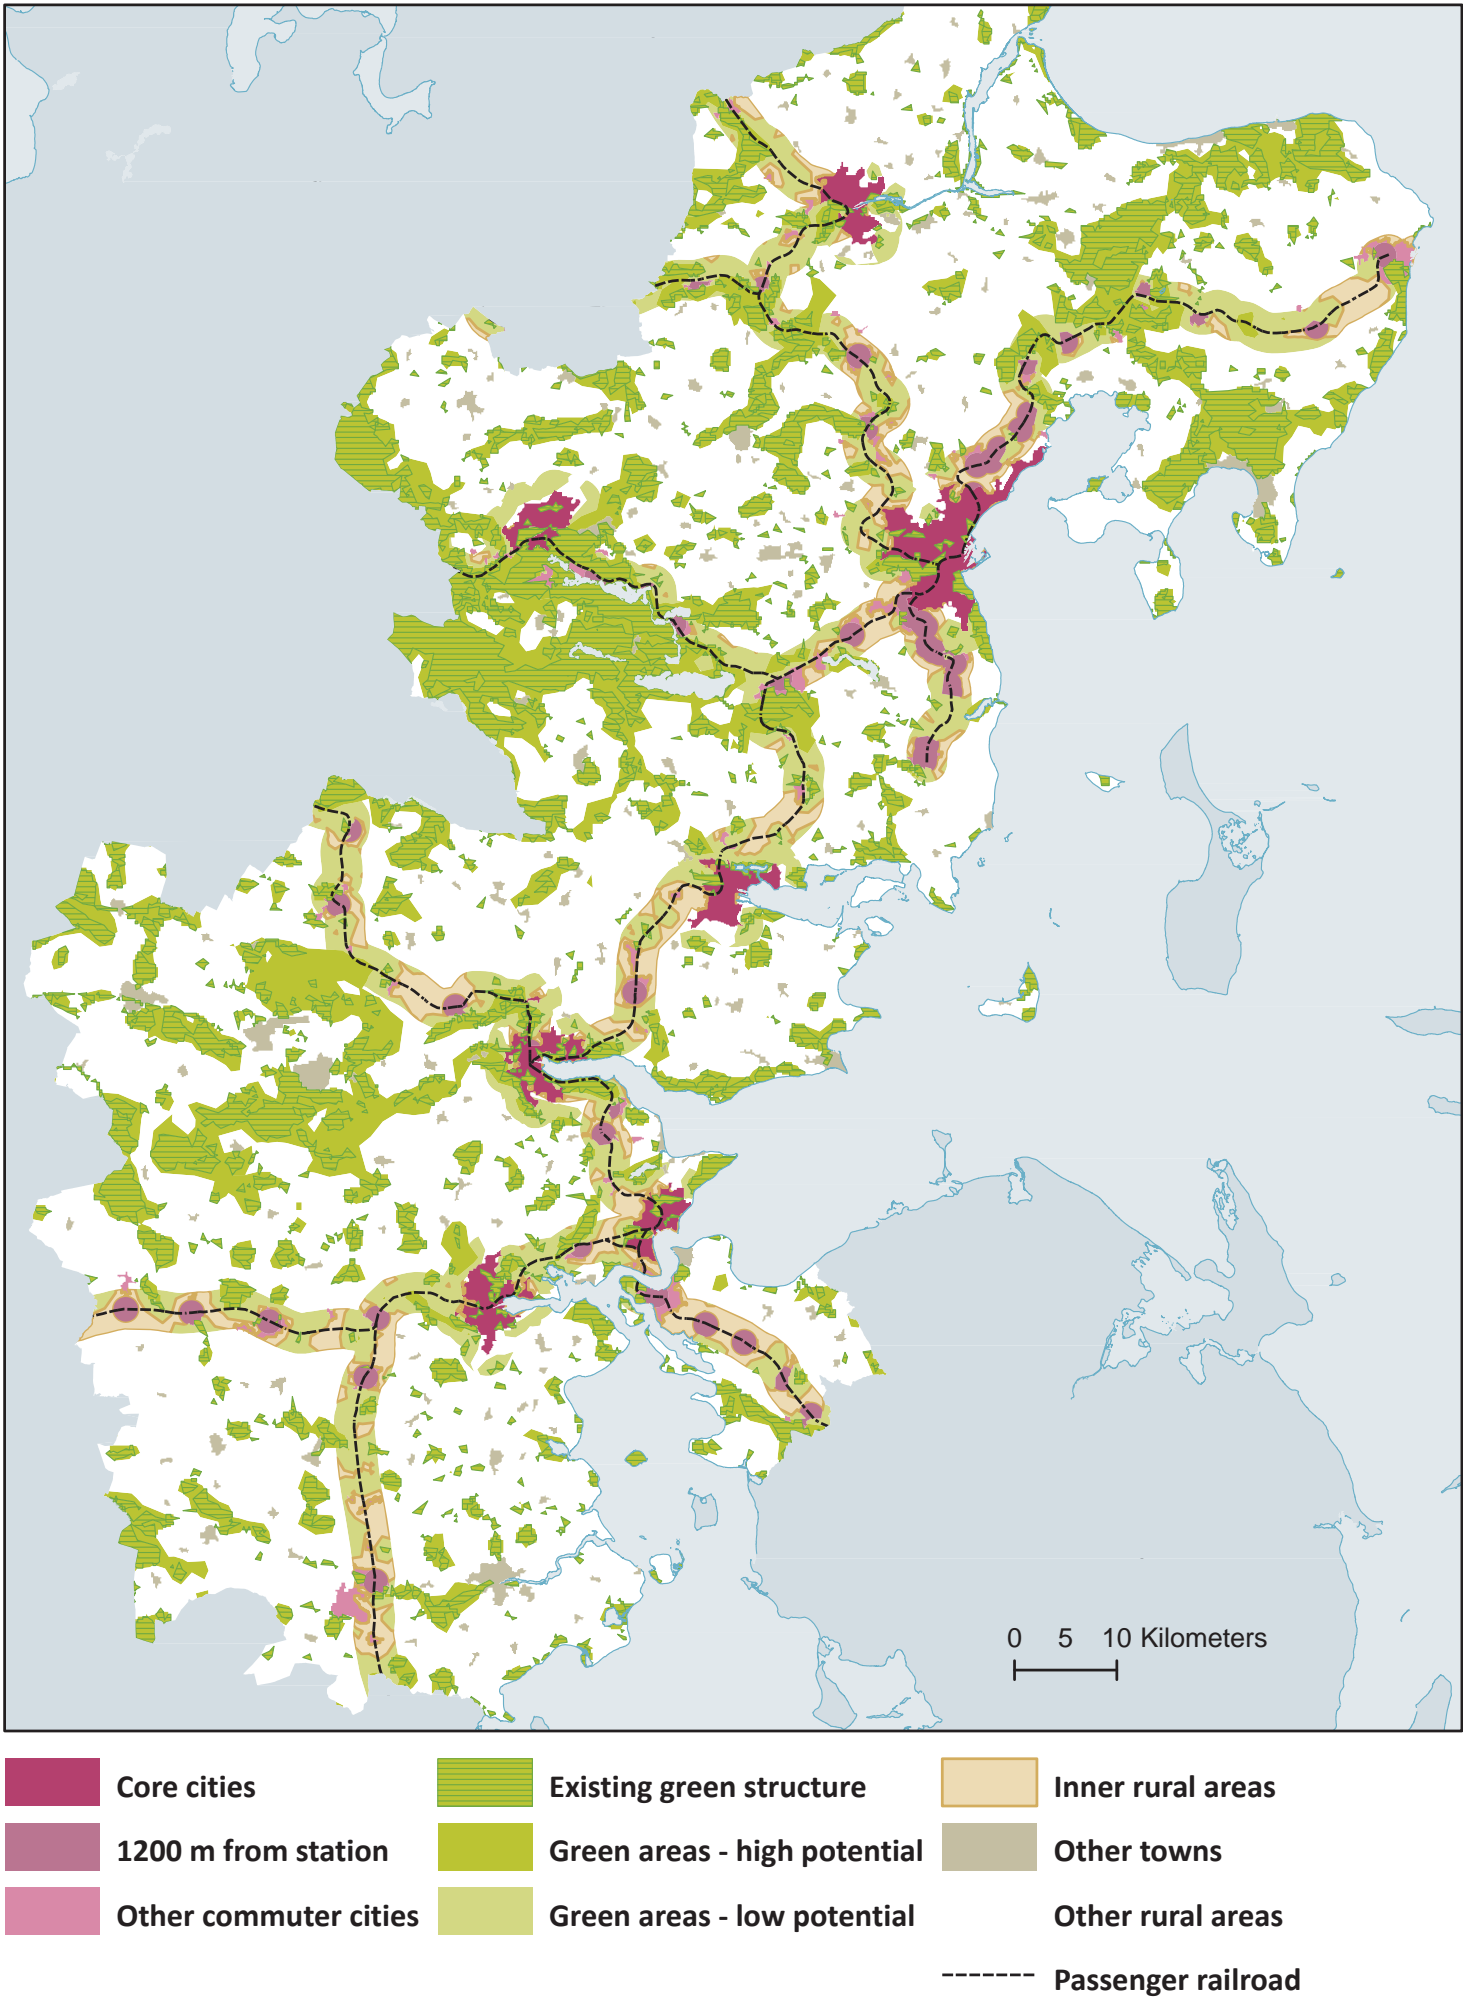 0 5 10 Kilometers
Core cities
Existing green structure
Inner rural areas
1200 m from station
Green areas - high potential
Other towns
Other commuter cities
Green areas - low potential
Other rural areas
Passenger railroad